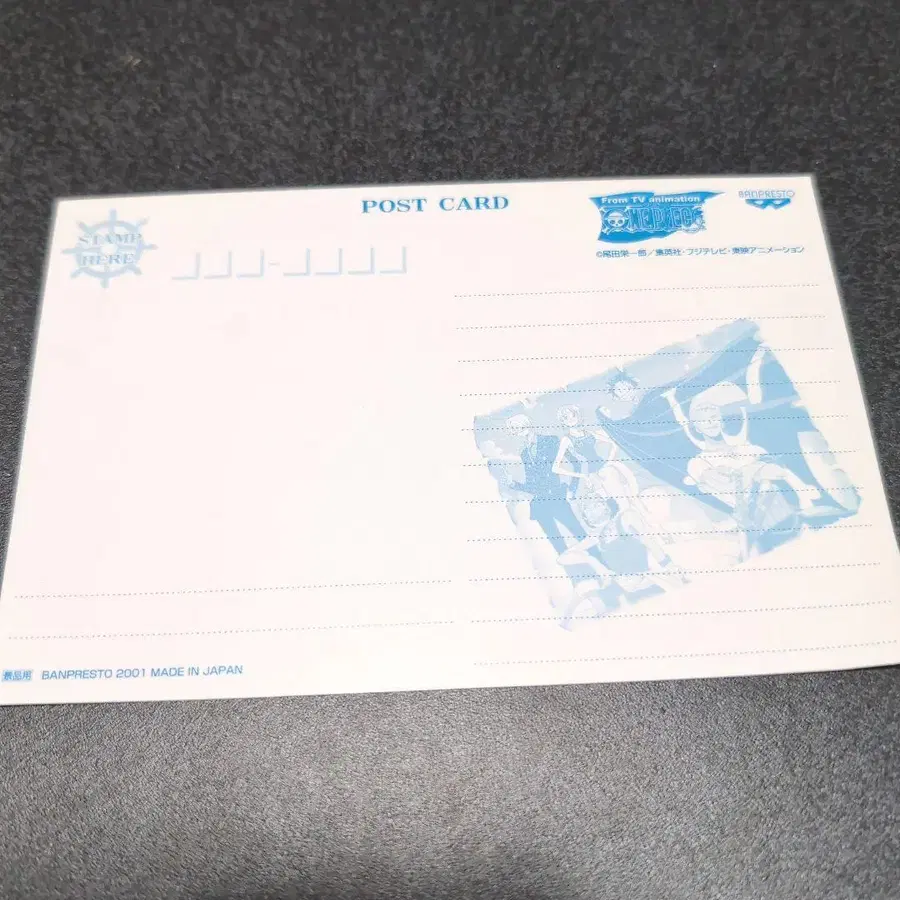 POST CARD
STAMP
HERE
From TV animation
ONE PIECE
BANPRESTO
©尾田栄一郎／集英社・フジテレビ・東映アニメーション
景品用 BANPRESTO 2001 MADE IN JAPAN